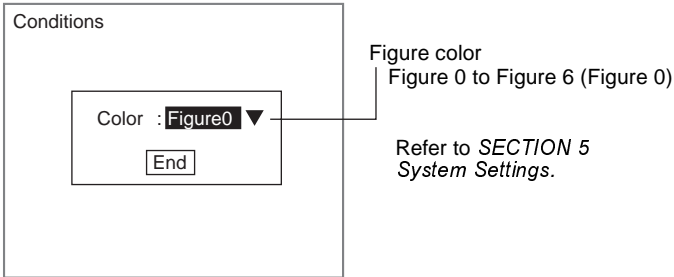 Conditions
Color : Figure0 ▼
End
Figure color
Figure 0 to Figure 6 (Figure 0)
Refer to SECTION 5
System Settings.